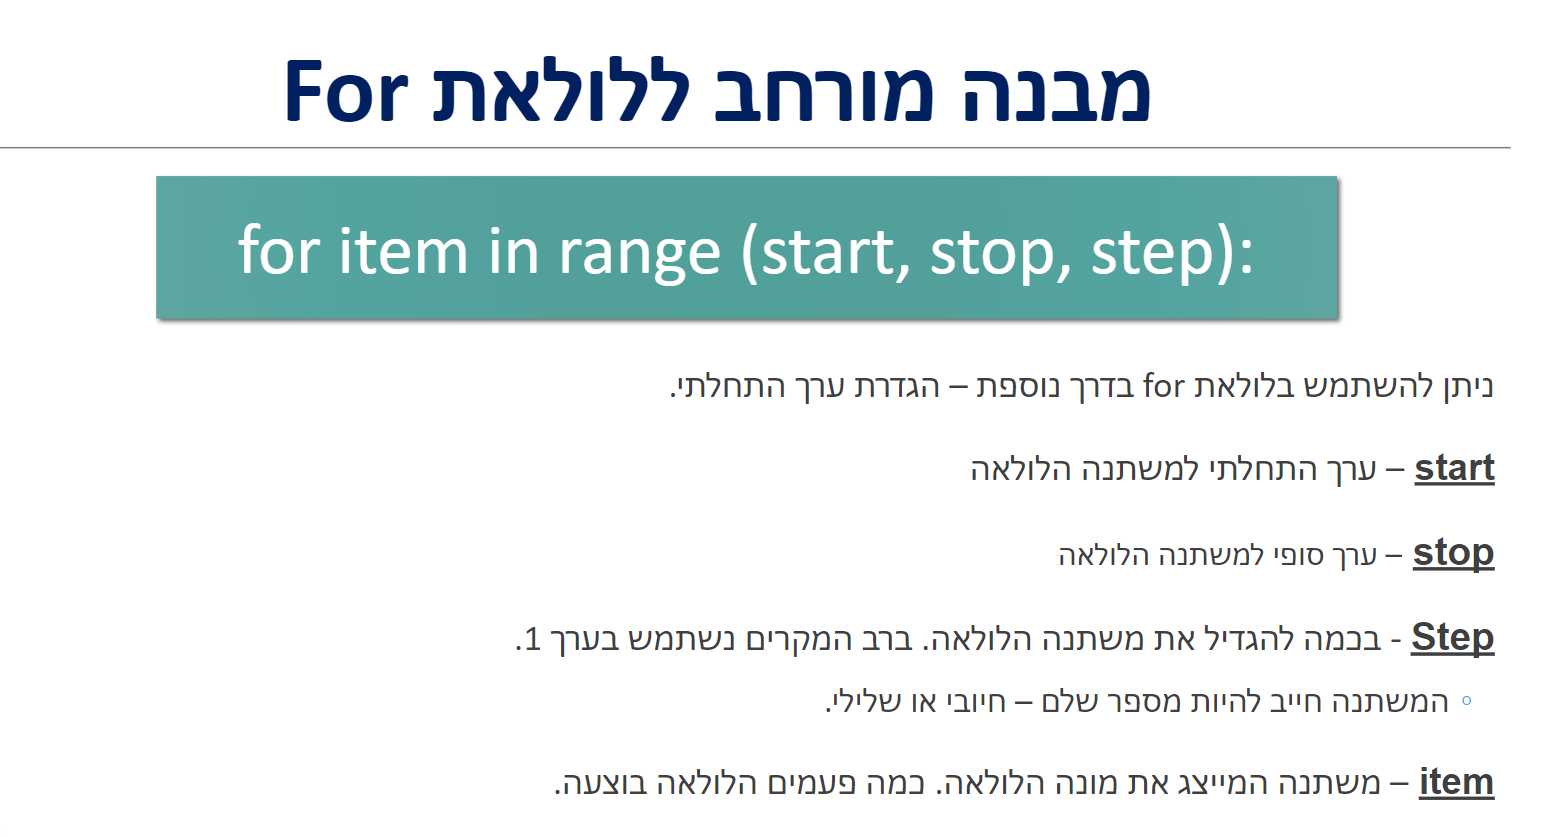 מבנה מורחב ללולאת For
for item in range (start, stop, step):
ניתן להשתמש בלולאת for בדרך נוספת – הגדרת ערך התחלתי.
start – ערך התחלתי למשתנה הלולאה
stop – ערך סופי למשתנה הלולאה
Step - בכמה להגדיל את משתנה הלולאה. ברב המקרים נשתמש בערך 1.
◦ המשתנה חייב להיות מספר שלם – חיובי או שלילי.
item – משתנה המייצג את מונה הלולאה. כמה פעמים הלולאה בוצעה.